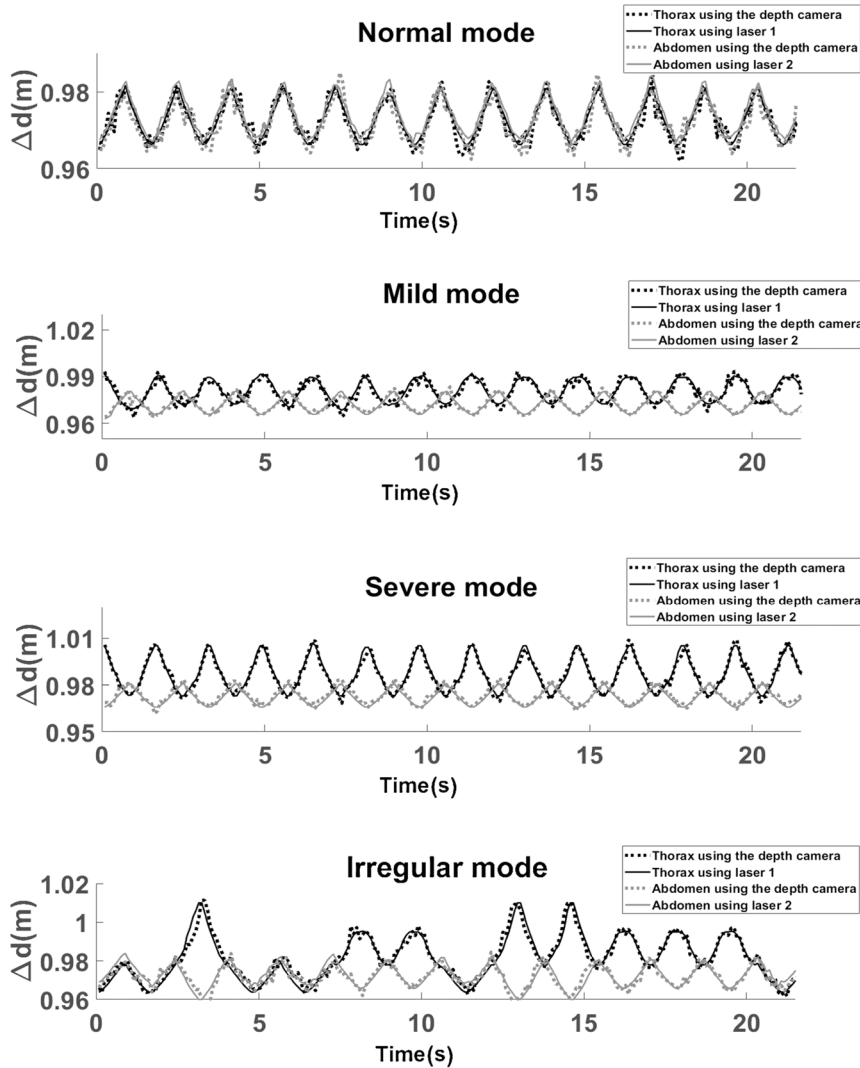 Normal mode
Thorax using the depth camera
Thorax using laser 1
Abdomen using the depth camera
Abdomen using laser 2
Δd(m)
0.98
0.96
0 5 10 15 20
Time(s)
Mild mode
Thorax using the depth camera
Thorax using laser 1
Abdomen using the depth camera
Abdomen using laser 2
Δd(m)
1.02
0.99
0.96
0 5 10 15 20
Time(s)
Severe mode
Thorax using the depth camera
Thorax using laser 1
Abdomen using the depth camera
Abdomen using laser 2
Δd(m)
1.01
0.98
0.95
0 5 10 15 20
Time(s)
Irregular mode
Thorax using the depth camera
Thorax using laser 1
Abdomen using the depth camera
Abdomen using laser 2
Δd(m)
1.02
1
0.98
0.96
0 5 10 15 20
Time(s)